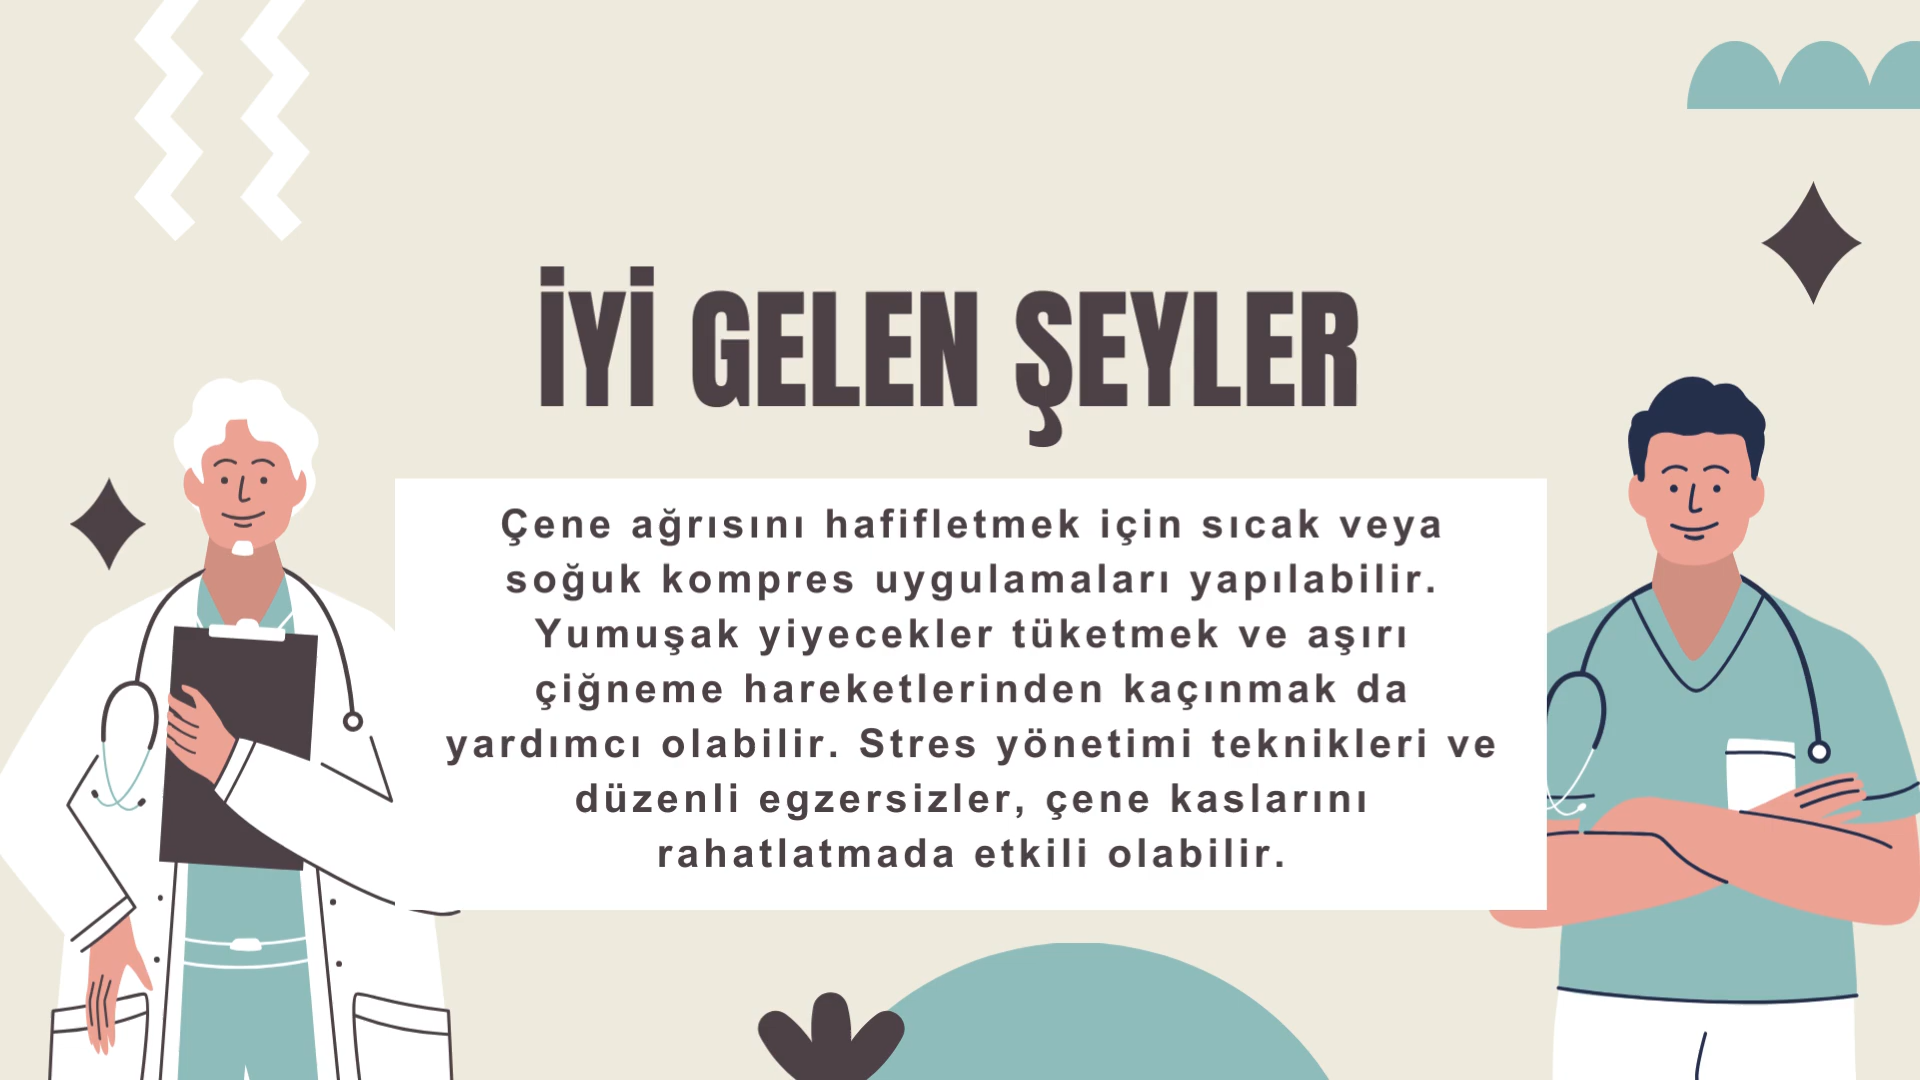 İYİ GELEN ŞEYLER
Çene ağrısını hafifletmek için sıcak veya
soğuk kompres uygulamaları yapılabilir.
Yumuşak yiyecekler tüketmek ve aşırı
çiğneme hareketlerinden kaçınmak da
yardımcı olabilir. Stres yönetimi teknikleri ve
düzenli egzersizler, çene kaslarını
rahatlatmada etkili olabilir.